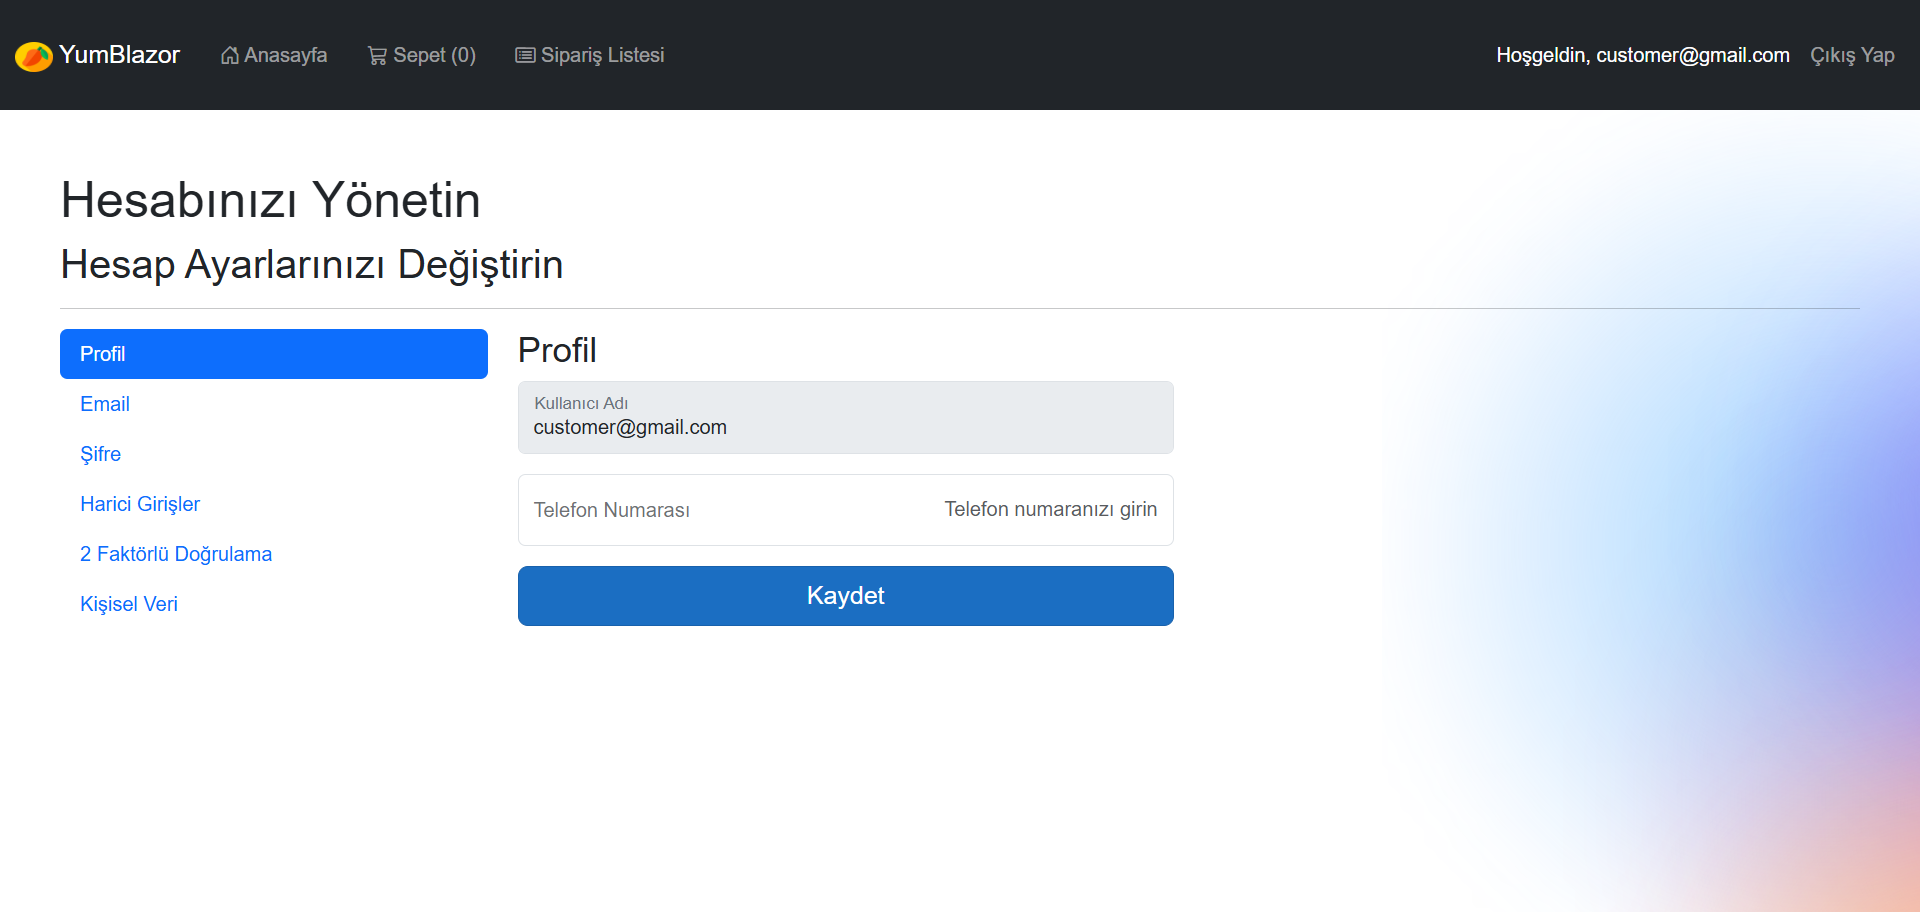 YumBlazor Anasayfa Sepet (0) Sipariş Listesi Hoşgeldin, customer@gmail.com Çıkış Yap
Hesabınızı Yönetin
Hesap Ayarlarınızı Değiştirin
Profil
Email
Şifre
Harici Girişler
2 Faktörlü Doğrulama
Kişisel Veri
Profil
Kullanıcı Adı
customer@gmail.com
Telefon Numarası Telefon numaranızı girin
Kaydet